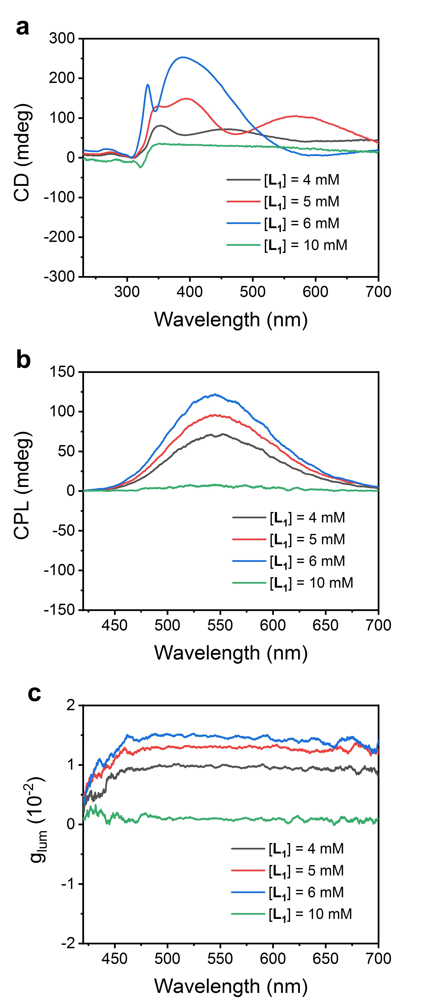 a
300
200
100
0
-100
-200
-300
CD (mdeg)
[L1] = 4 mM
[L1] = 5 mM
[L1] = 6 mM
[L1] = 10 mM
300 400 500 600 700
Wavelength (nm)
b
150
100
50
0
-50
-100
-150
CPL (mdeg)
[L1] = 4 mM
[L1] = 5 mM
[L1] = 6 mM
[L1] = 10 mM
450 500 550 600 650 700
Wavelength (nm)
c
2
1
0
-1
-2
glum (10-2)
[L1] = 4 mM
[L1] = 5 mM
[L1] = 6 mM
[L1] = 10 mM
450 500 550 600 650 700
Wavelength (nm)